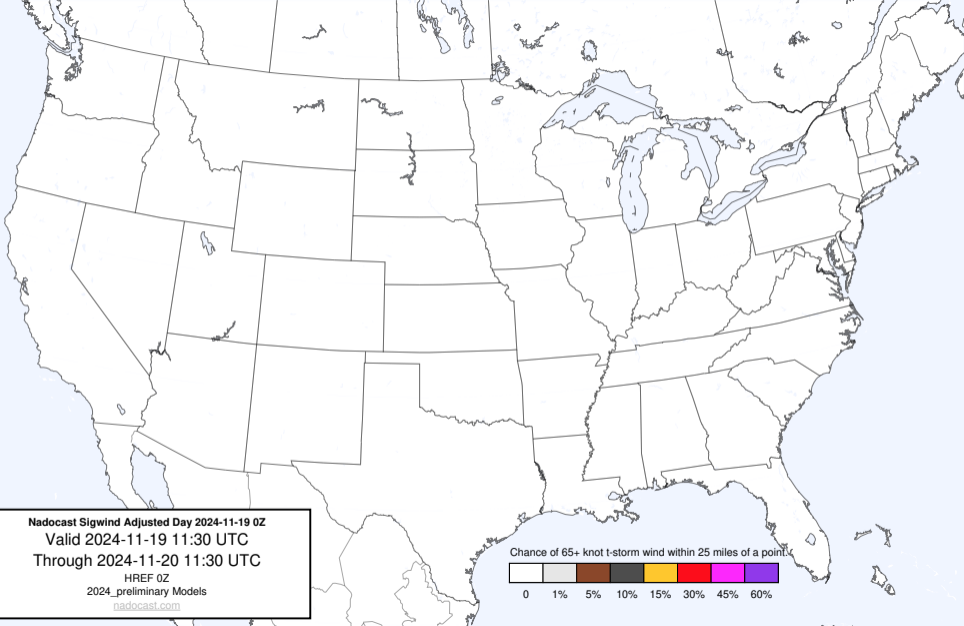 Nadocast Sigwind Adjusted Day 2024-11-19 0Z
Valid 2024-11-19 11:30 UTC
Through 2024-11-20 11:30 UTC
HREF 0Z
2024_preliminary Models
nadocast.com
Chance of 65+ knot t-storm wind within 25 miles of a point.
0 1% 5% 10% 15% 30% 45% 60%